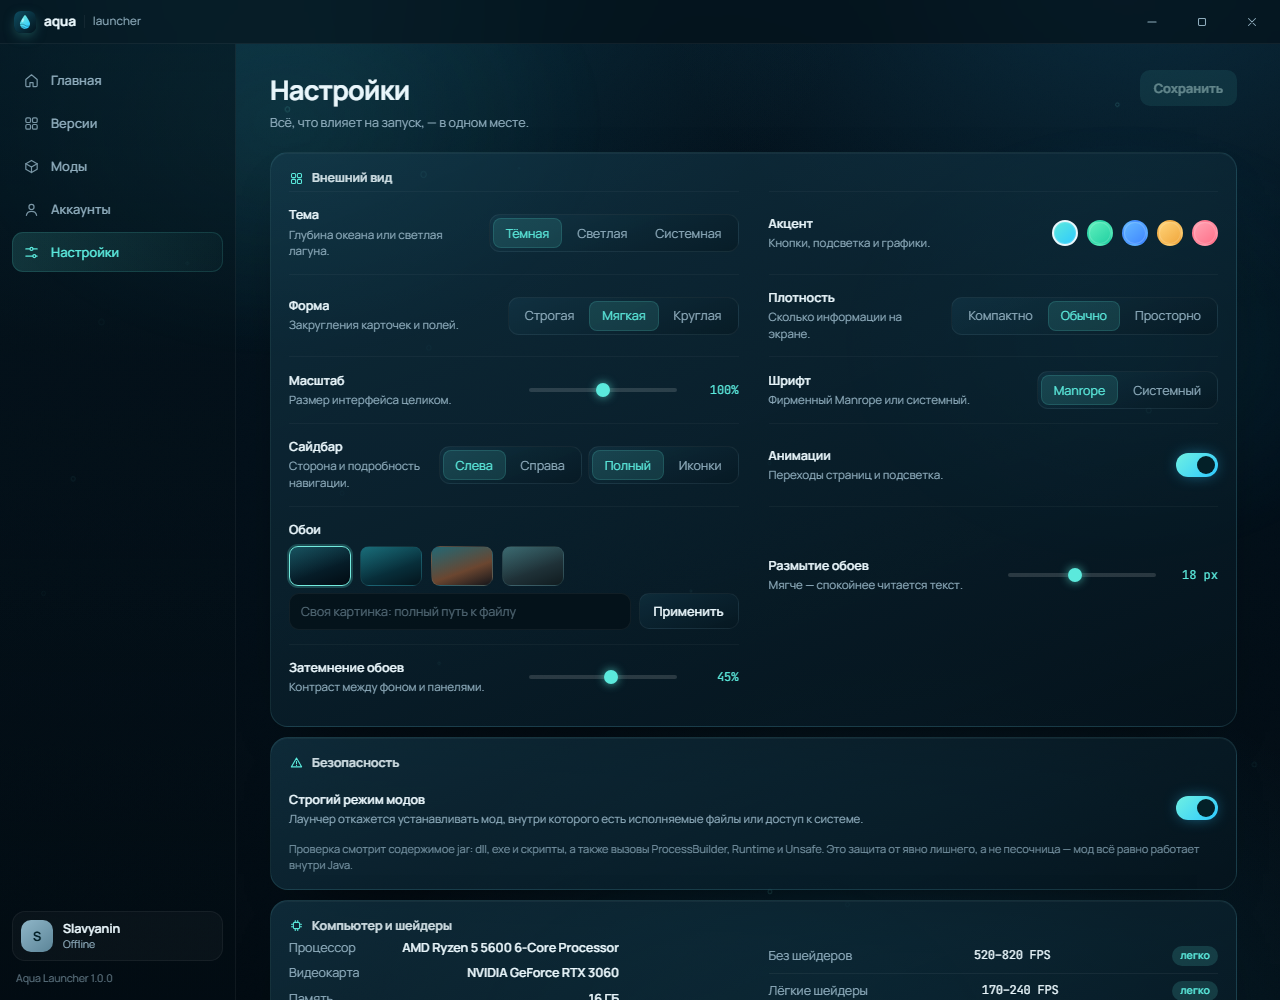 aqua launcher
Главная
Версии
Моды
Аккаунты
Настройки
Slavyanin
S
Offline
Aqua Launcher 1.0.0
Настройки
Сохранить
Всё, что влияет на запуск, — в одном месте.
Внешний вид
Тема
Глубина океана или светлая
лагуна.
Тёмная Светлая Системная
Акцент
Кнопки, подсветка и графики.
Форма
Закругления карточек и полей.
Строгая Мягкая Круглая
Плотность
Сколько информации на
экране.
Компактно Обычно Просторно
Масштаб
Размер интерфейса целиком.
100%
Шрифт
Фирменный Manrope или системный.
Manrope Системный
Сайдбар
Сторона и подробность
навигации.
Слева Справа Полный Иконки
Анимации
Переходы страниц и подсветка.
Обои
Своя картинка: полный путь к файлу
Применить
Размытие обоев
Мягче — спокойнее читается текст.
18 px
Затемнение обоев
Контраст между фоном и панелями.
45%
Безопасность
Строгий режим модов
Лаунчер откажется устанавливать мод, внутри которого есть исполняемые файлы или доступ к системе.
Проверка смотрит содержимое jar: dll, exe и скрипты, а также вызовы ProcessBuilder, Runtime и Unsafe. Это защита от явно лишнего, а не песочница — мод всё равно работает
внутри Java.
Компьютер и шейдеры
Процессор AMD Ryzen 5 5600 6-Core Processor
Видеокарта NVIDIA GeForce RTX 3060
Память 16 ГБ
Без шейдеров 520–820 FPS легко
Лёгкие шейдеры 170–240 FPS легко